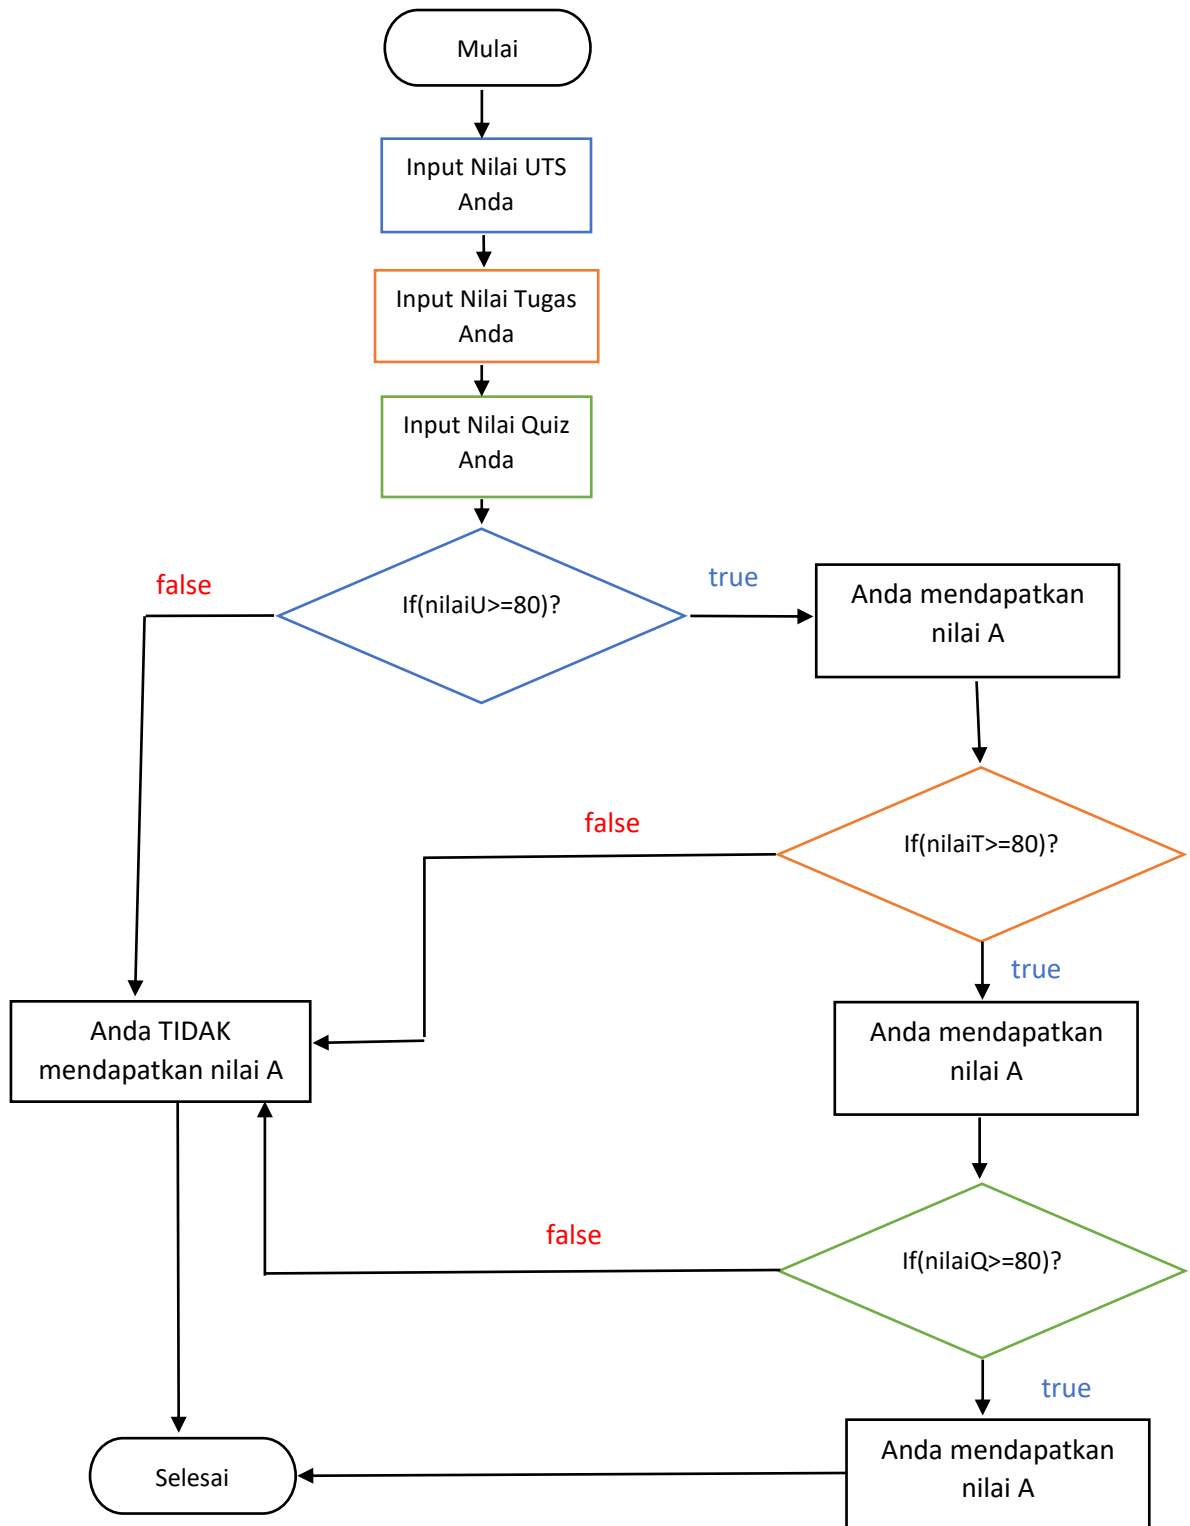 Mulai
Input Nilai UTS
Anda
Input Nilai Tugas
Anda
Input Nilai Quiz
Anda
false
If(nilaiU>=80)?
true
Anda mendapatkan
nilai A
false
If(nilaiT>=80)?
true
Anda TIDAK
mendapatkan nilai A
Anda mendapatkan
nilai A
false
If(nilaiQ>=80)?
true
Anda mendapatkan
nilai A
Selesai